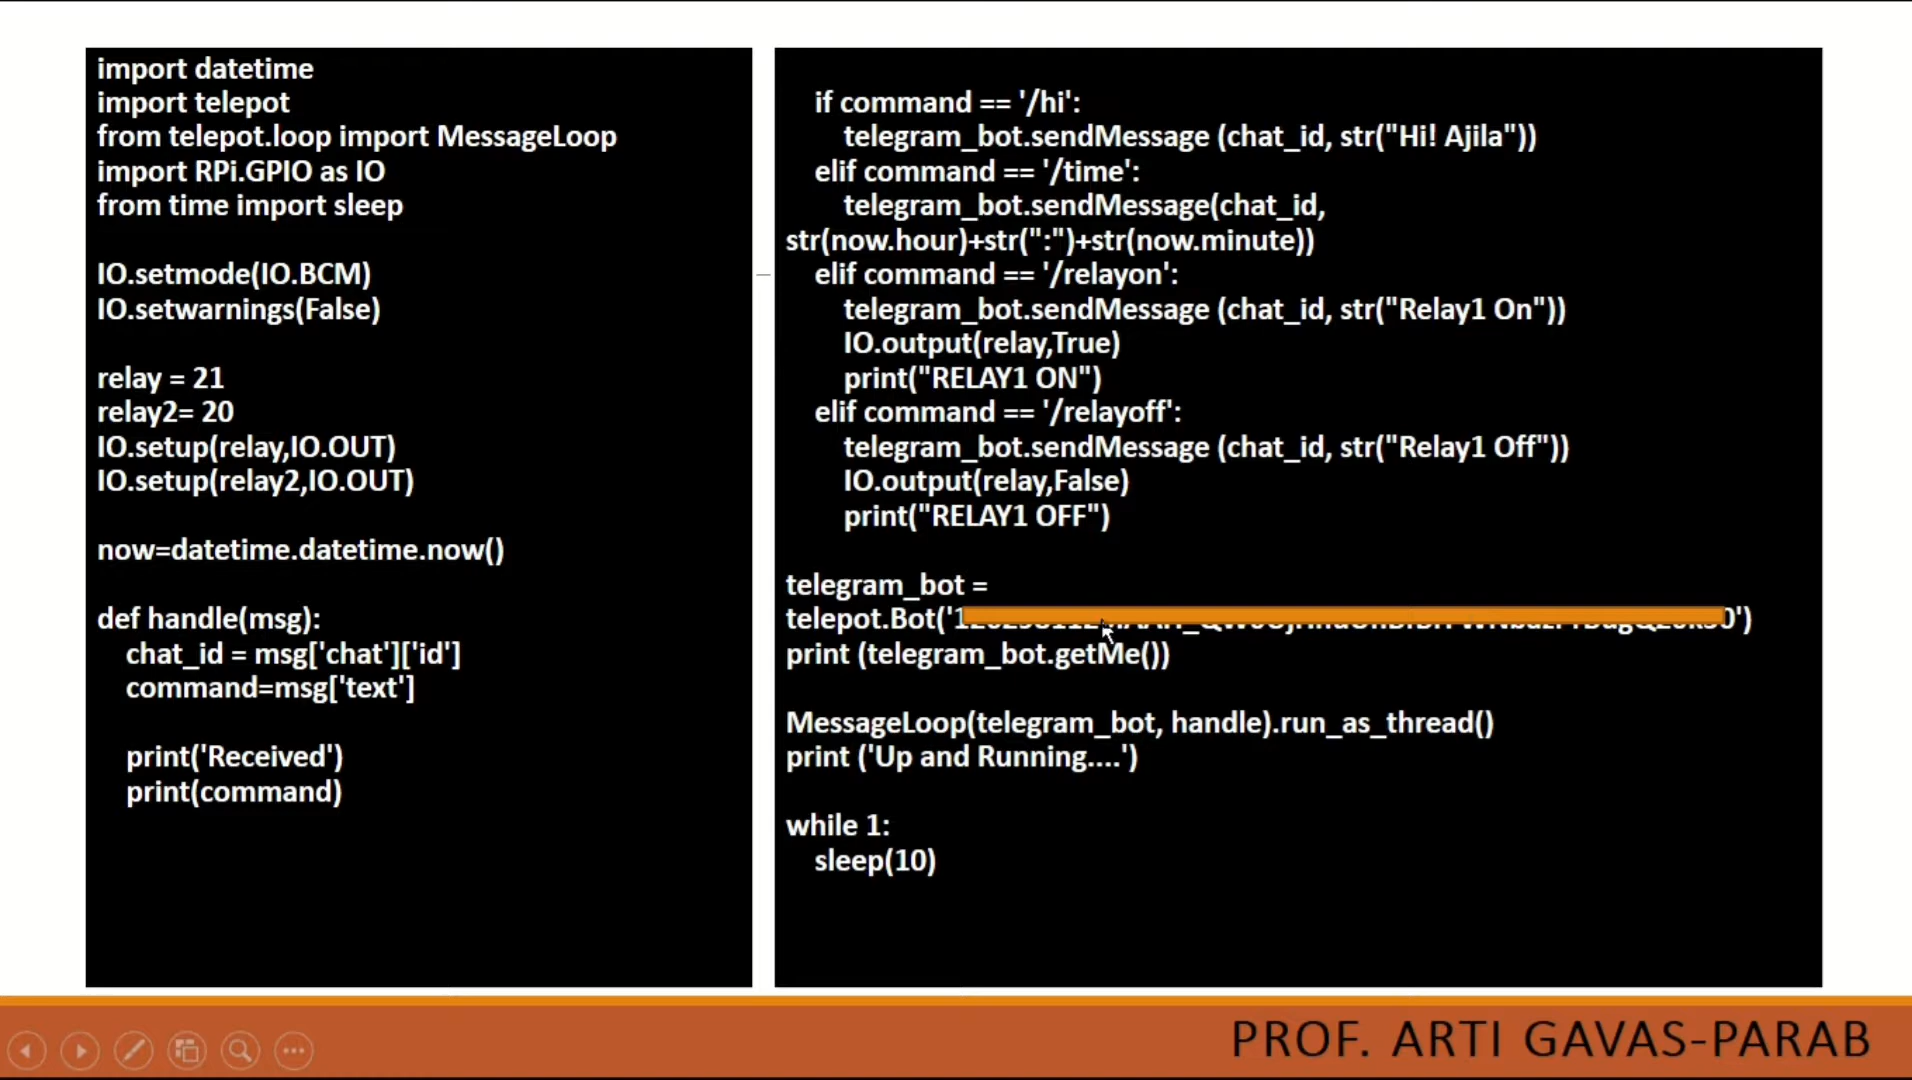 import datetime
import telepot
from telepot.loop import MessageLoop
import RPi.GPIO as IO
from time import sleep
IO.setmode(IO.BCM)
IO.setwarnings(False)
relay = 21
relay2= 20
IO.setup(relay,IO.OUT)
IO.setup(relay2,IO.OUT)
now=datetime.datetime.now()
def handle(msg):
chat_id = msg['chat']['id']
command=msg['text']
print('Received')
print(command)
if command == '/hi':
telegram_bot.sendMessage (chat_id, str("Hi! Ajila"))
elif command == '/time':
telegram_bot.sendMessage(chat_id,
str(now.hour)+str(":")+str(now.minute))
elif command == '/relayon':
telegram_bot.sendMessage (chat_id, str("Relay1 On"))
IO.output(relay,True)
print("RELAY1 ON")
elif command == '/relayoff':
telegram_bot.sendMessage (chat_id, str("Relay1 Off"))
IO.output(relay,False)
print("RELAY1 OFF")
telegram_bot =
telepot.Bot('
print (telegram_bot.getMe())
MessageLoop(telegram_bot, handle).run_as_thread()
print ('Up and Running....')
while 1:
sleep(10)
PROF. ARTI GAVAS-PARAB